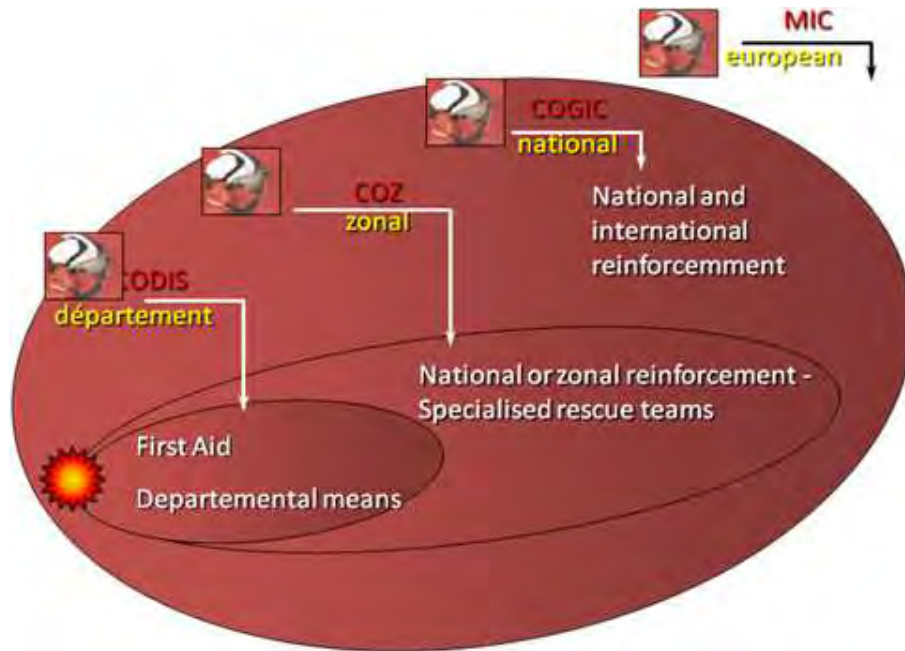 MIC
european
COGIC
national
National and
international
reinforcemment
COZ
zonal
CODIS
département
National or zonal reinforcement -
Specialised rescue teams
First Aid
Departemental means